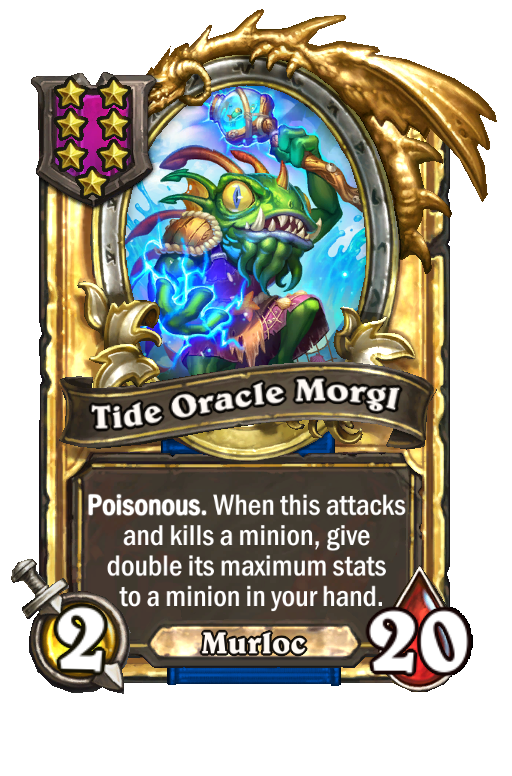 Tide Oracle Morgl
Poisonous. When this attacks
and kills a minion, give
double its maximum stats
to a minion in your hand.
2
Murloc
20